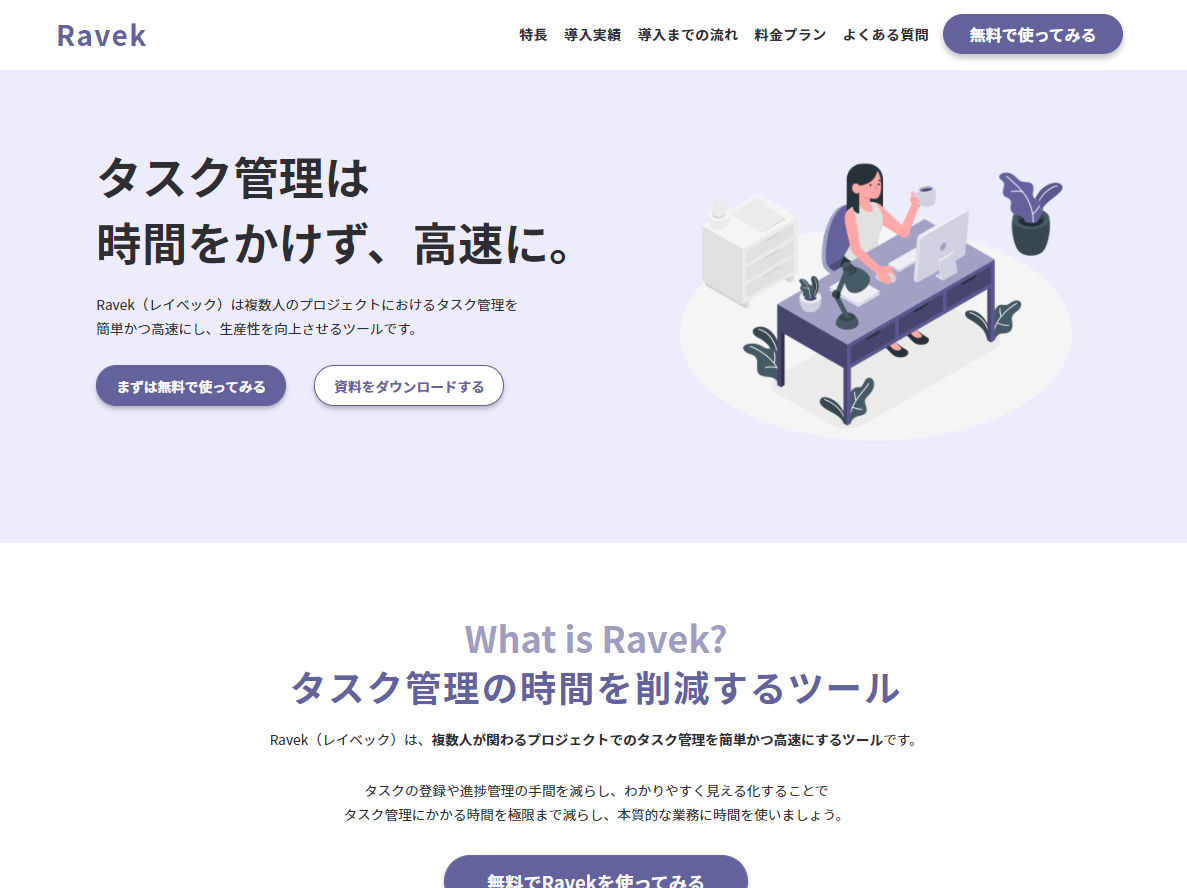 Ravek
特長 導入実績 導入までの流れ 料金プラン よくある質問 無料で使ってみる
タスク管理は
時間をかけず、高速に。
Ravek（レイベック）は複数人のプロジェクトにおけるタスク管理を
簡単かつ高速にし、生産性を向上させるツールです。
まずは無料で使ってみる 資料をダウンロードする
What is Ravek?
タスク管理の時間を削減するツール
Ravek（レイベック）は、複数人が関わるプロジェクトでのタスク管理を簡単かつ高速にするツールです。
タスクの登録や進捗管理の手間を減らし、わかりやすく見える化することで
タスク管理にかかる時間を極限まで減らし、本質的な業務に時間を使いましょう。
無料でRavekを使ってみる